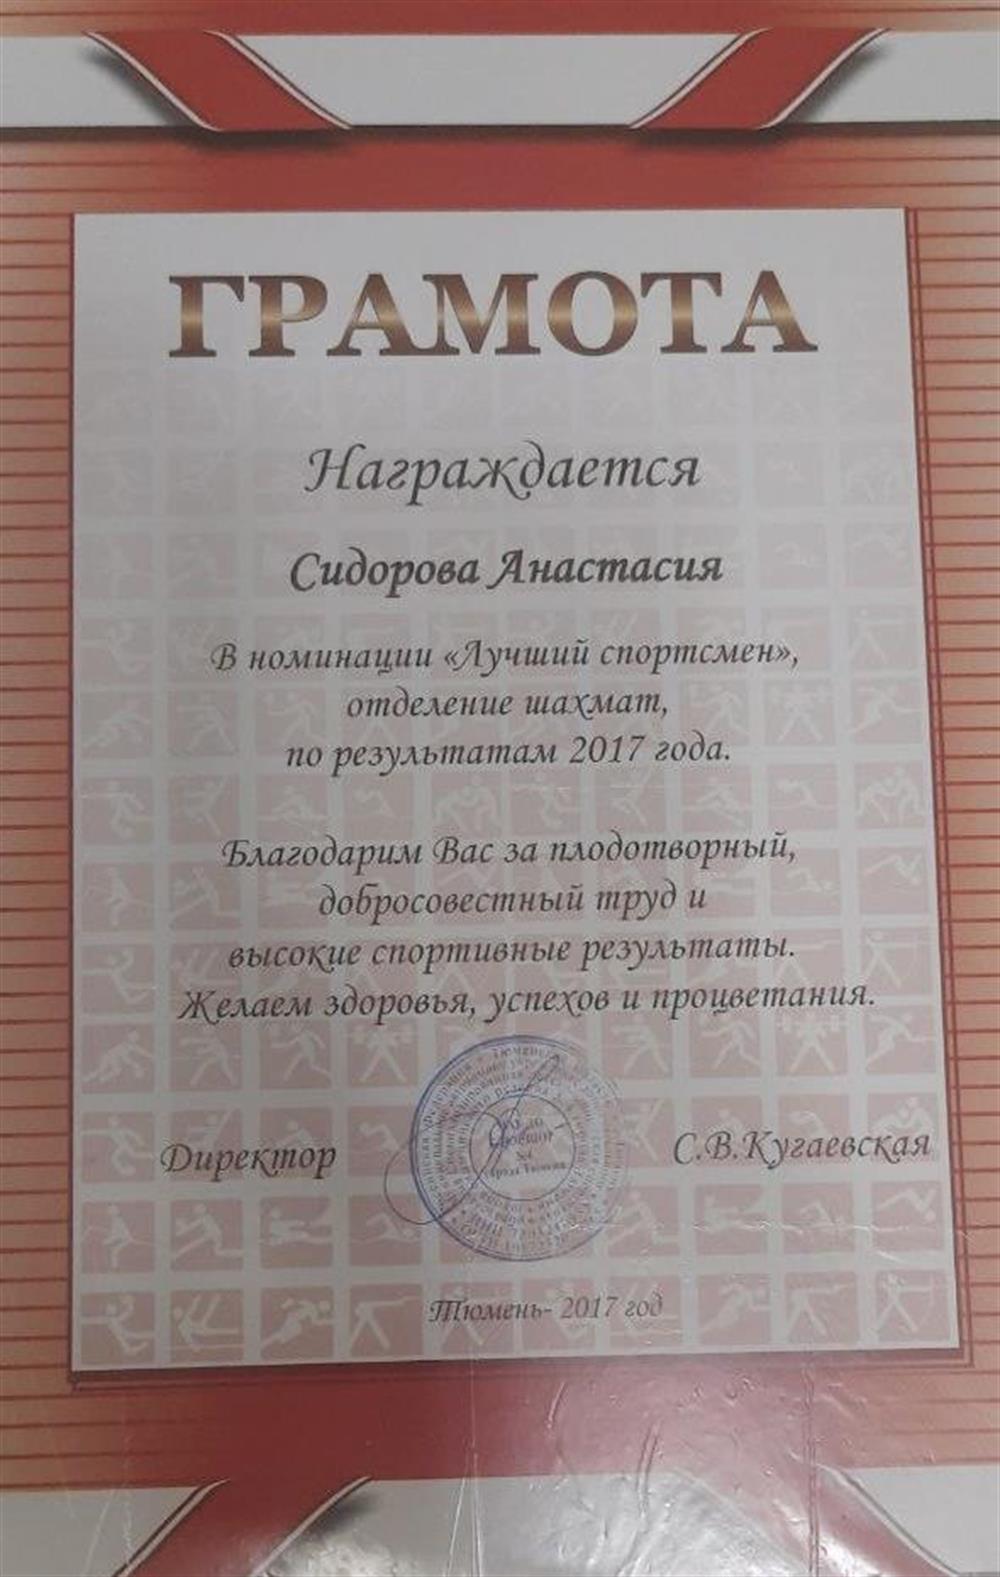 ГРАМОТА
Награждается
Сидорова Анастасия
В номинации «Лучший спортсмен»,
отделение шахмат,
по результатам 2017 года.
Благодарим Вас за плодотворный,
добросовестный труд и
высокие спортивные результаты.
Желаем здоровья, успехов и процветания.
Директор
С.В.Кугаевская
Тюмень- 2017 год